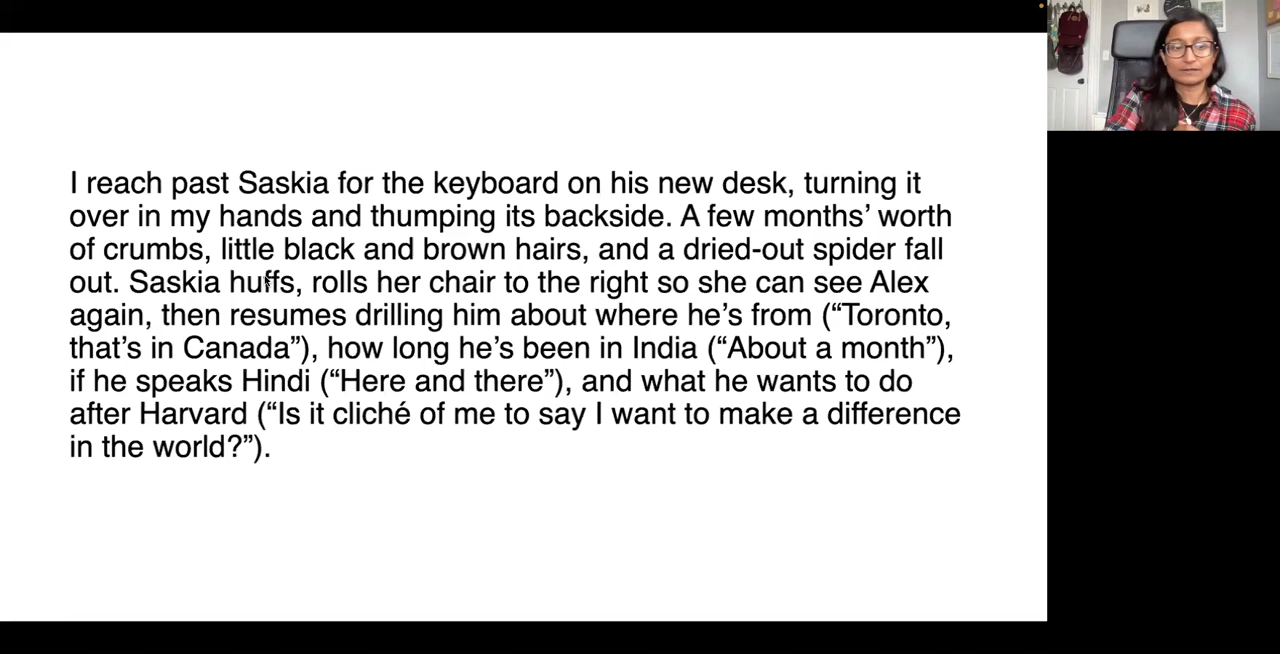 I reach past Saskia for the keyboard on his new desk, turning it
over in my hands and thumping its backside. A few months’ worth
of crumbs, little black and brown hairs, and a dried-out spider fall
out. Saskia huffs, rolls her chair to the right so she can see Alex
again, then resumes drilling him about where he’s from (“Toronto,
that’s in Canada”), how long he’s been in India (“About a month”),
if he speaks Hindi (“Here and there”), and what he wants to do
after Harvard (“Is it cliché of me to say I want to make a difference
in the world?”).